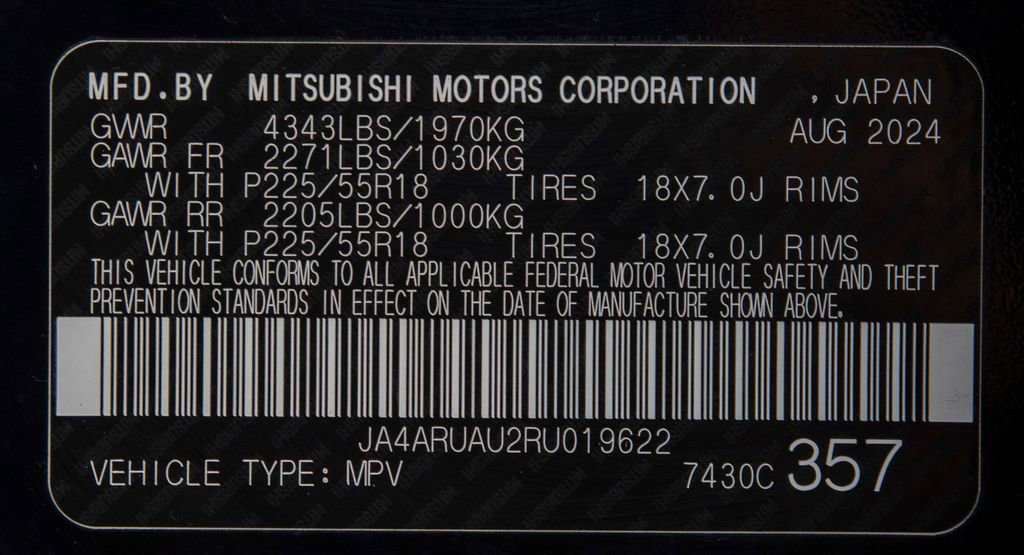 MFD.BY MITSUBISHI MOTORS CORPORATION , JAPAN
GWWR 4343LBS/1970KG AUG 2024
GAWR FR 2271LBS/1030KG
WITH P225/55R18 TIRES 18X7.0J RIMS
GAWR RR 2205LBS/1000KG
WITH P225/55R18 TIRES 18X7.0J RIMS
THIS VEHICLE CONFORMS TO ALL APPLICABLE FEDERAL MOTOR VEHICLE SAFETY AND THEFT
PREVENTION STANDARDS IN EFFECT ON THE DATE OF MANUFACTURE SHOWN ABOVE.
JA4ARUAU2RU019622
VEHICLE TYPE: MPV 7430C 357